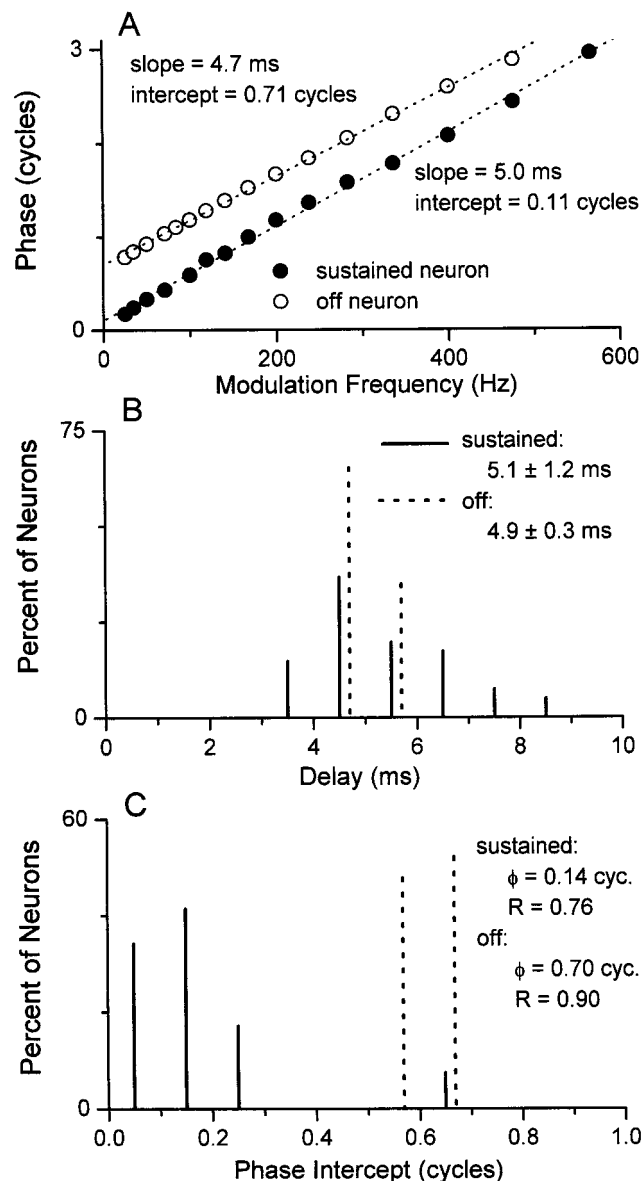 A
3
slope = 4.7 ms
intercept = 0.71 cycles
slope = 5.0 ms
intercept = 0.11 cycles
sustained neuron
off neuron
Phase (cycles)
0
0
200
400
600
Modulation Frequency (Hz)
B
75
sustained:
5.1 ± 1.2 ms
off:
4.9 ± 0.3 ms
Percent of Neurons
0
0
2
4
6
8
10
Delay (ms)
C
60
sustained:
ϕ = 0.14 cyc.
R = 0.76
off:
ϕ = 0.70 cyc.
R = 0.90
Percent of Neurons
0
0.0
0.2
0.4
0.6
0.8
1.0
Phase Intercept (cycles)